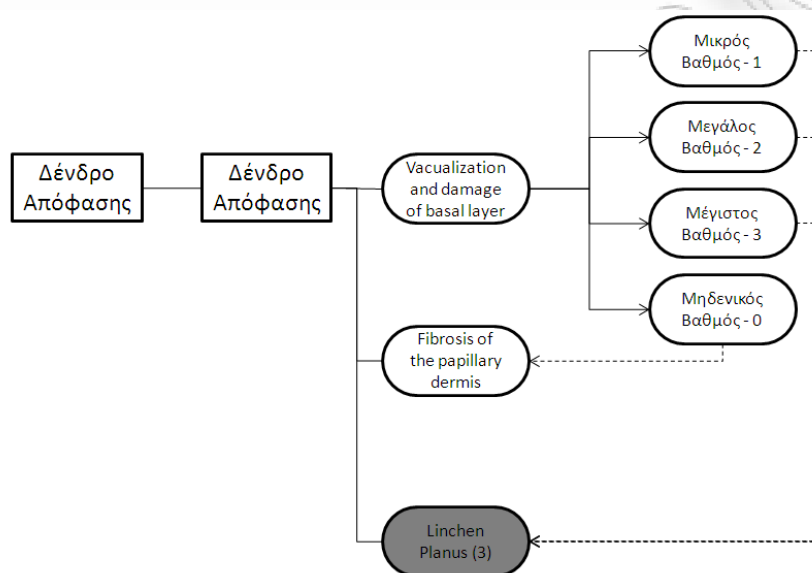 Δένδρο
Απόφασης
Δένδρο
Απόφασης
Vacualization
and damage
of basal layer
Μικρός
Βαθμός - 1
Μεγάλος
Βαθμός - 2
Μέγιστος
Βαθμός - 3
Μηδενικός
Βαθμός - 0
Fibrosis of
the papillary
dermis
Linchen
Planus (3)